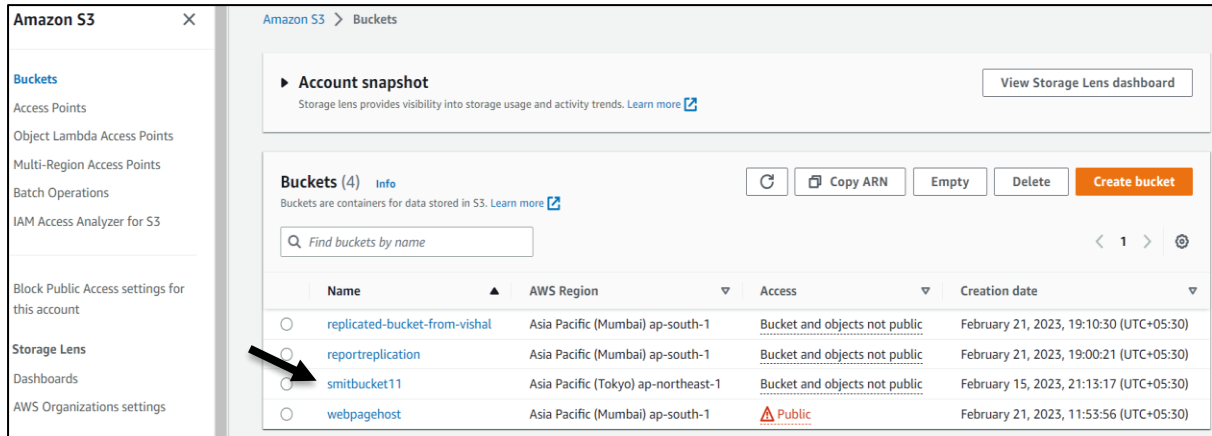 Amazon S3
Buckets
Access Points
Object Lambda Access Points
Multi-Region Access Points
Batch Operations
IAM Access Analyzer for S3
Block Public Access settings for
this account
Storage Lens
Dashboards
AWS Organizations settings
Amazon S3 > Buckets
Account snapshot
Storage lens provides visibility into storage usage and activity trends. Learn more
View Storage Lens dashboard
Buckets (4) Info
Buckets are containers for data stored in S3. Learn more
Copy ARN Empty Delete Create bucket
Find buckets by name
1
Name AWS Region Access Creation date
replicated-bucket-from-vishal Asia Pacific (Mumbai) ap-south-1 Bucket and objects not public February 21, 2023, 19:10:30 (UTC+05:30)
reportreplication Asia Pacific (Mumbai) ap-south-1 Bucket and objects not public February 21, 2023, 19:00:21 (UTC+05:30)
smitbucket11 Asia Pacific (Tokyo) ap-northeast-1 Bucket and objects not public February 15, 2023, 21:13:17 (UTC+05:30)
webpagehost Asia Pacific (Mumbai) ap-south-1 Public February 21, 2023, 11:53:56 (UTC+05:30)